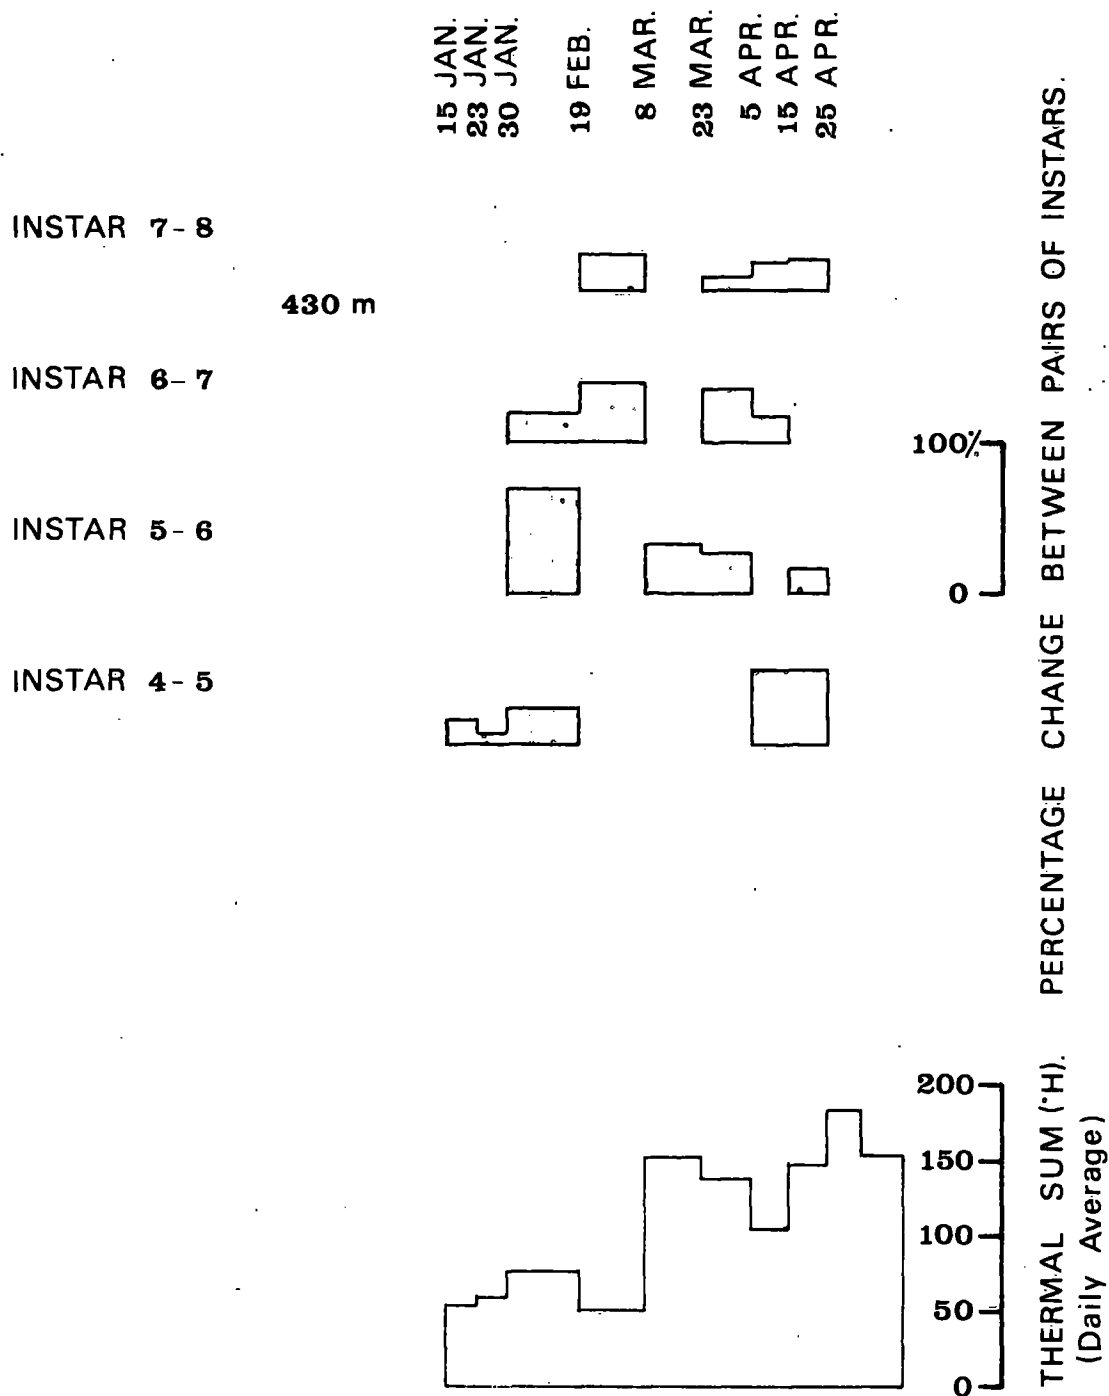 15 JAN.
23 JAN.
30 JAN.
19 FEB.
8 MAR.
23 MAR.
5 APR.
15 APR.
25 APR.
INSTAR 7-8
430 m
INSTAR 6-7
100%
INSTAR 5-6
0
INSTAR 4-5
PERCENTAGE CHANGE BETWEEN PAIRS OF INSTARS.
200
150
100
50
0
THERMAL SUM (°H).
(Daily Average)